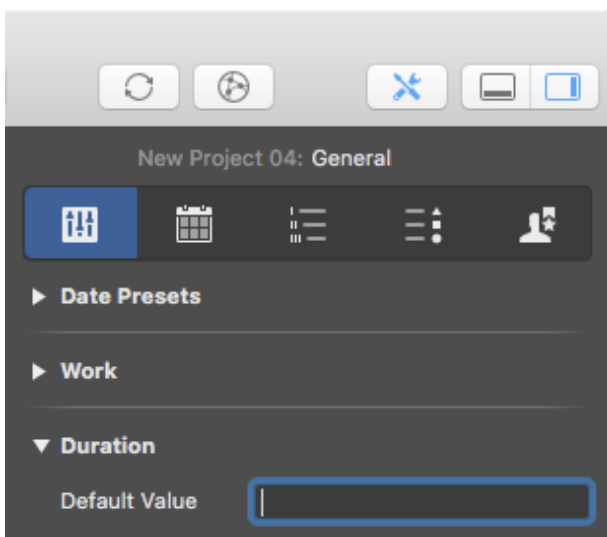 New Project 04: General
Date Presets
Work
Duration
Default Value